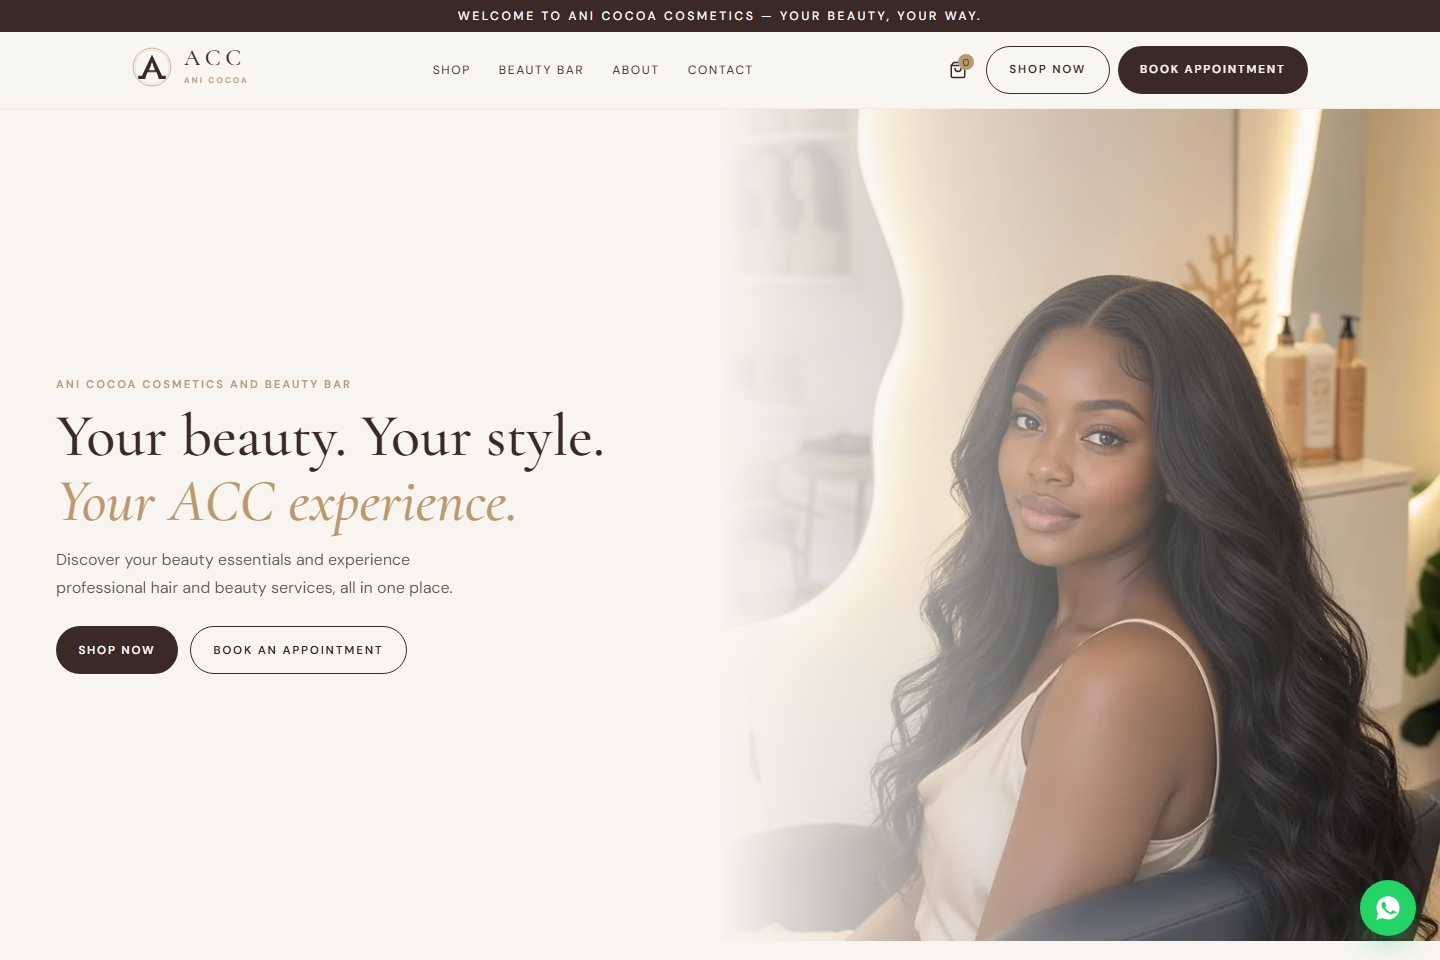 WELCOME TO ANI COCOA COSMETICS — YOUR BEAUTY, YOUR WAY.
A
ACC
ANI COCOA
SHOP
BEAUTY BAR
ABOUT
CONTACT
0
SHOP NOW
BOOK APPOINTMENT
ANI COCOA COSMETICS AND BEAUTY BAR
Your beauty. Your style.
Your ACC experience.
Discover your beauty essentials and experience
professional hair and beauty services, all in one place.
SHOP NOW
BOOK AN APPOINTMENT